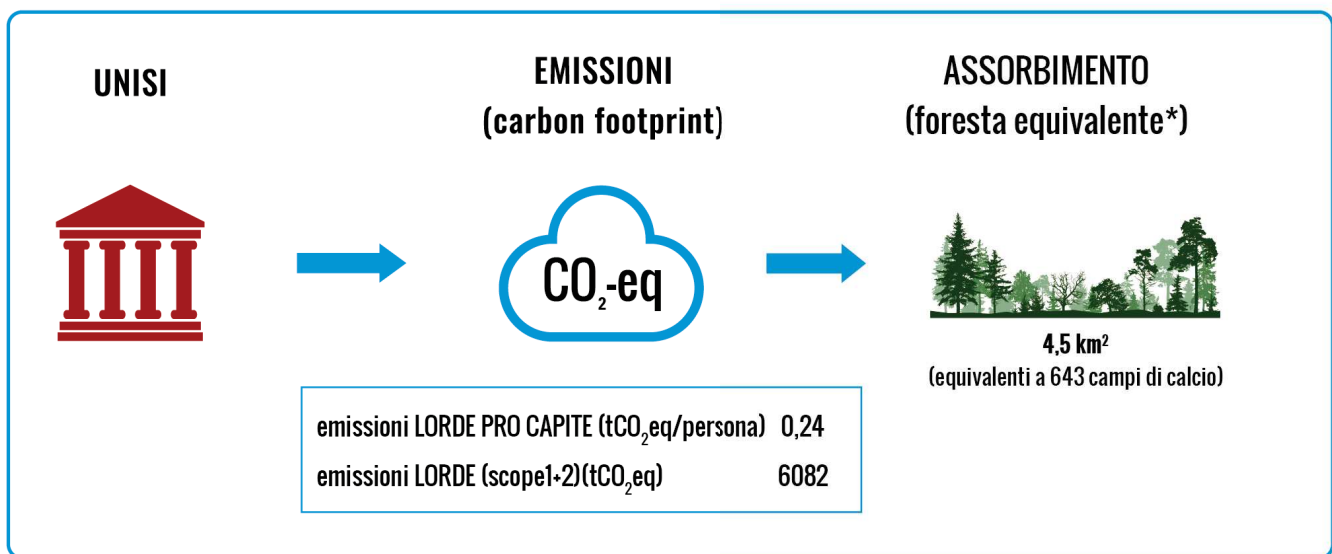 UNISI
EMISSIONI
(carbon footprint)
ASSORBIMENTO
(foresta equivalente*)
CO₂-eq
4,5 km²
(equivalenti a 643 campi di calcio)
emissioni LORDE PRO CAPITE (tCO₂eq/persona) 0,24
emissioni LORDE (scope1+2)(tCO₂eq) 6082